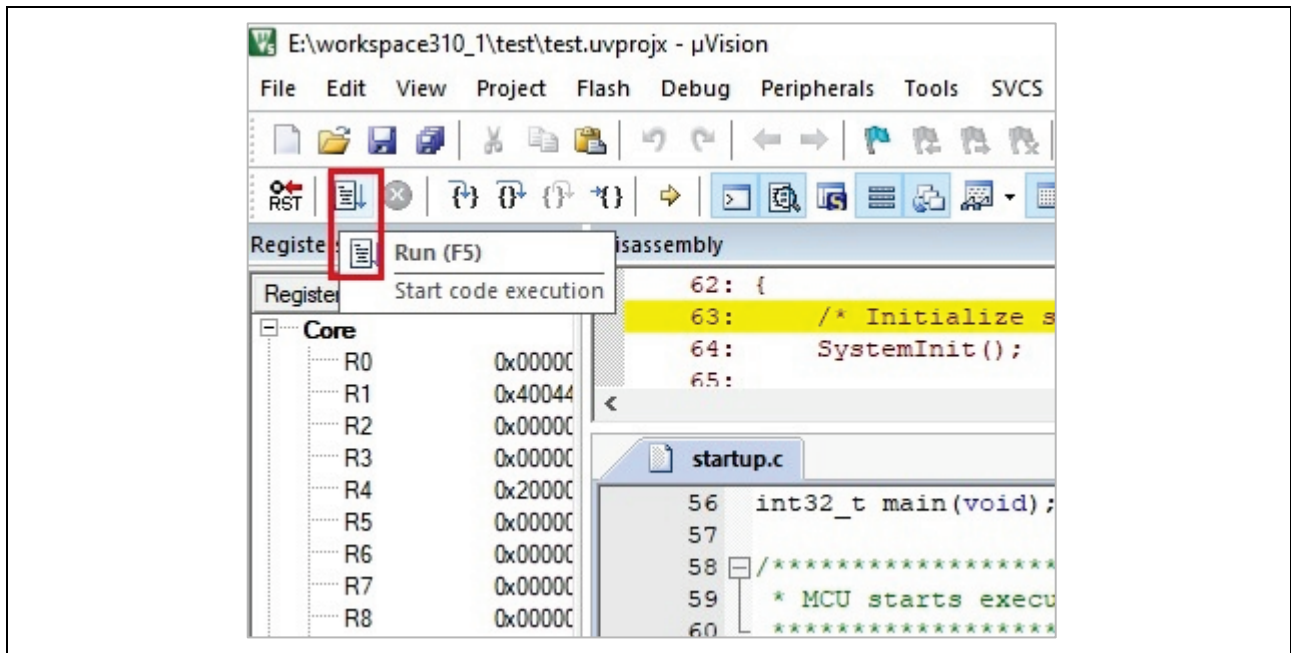 E:\workspace310_1\test\test.uvprojx - µVision
File Edit View Project Flash Debug Peripherals Tools SVCS
RST
Registe isassembly
Run (F5)
Start code execution
Register
62: {
63: /* Initialize s
64: SystemInit();
65:
Core
R0 0x00000
R1 0x40044
R2 0x00000
R3 0x00000
R4 0x20000
R5 0x00000
R6 0x00000
R7 0x00000
R8 0x00000
startup.c
56 int32_t main(void);
57
58 /*******************
59 * MCU starts execu
60 *******************